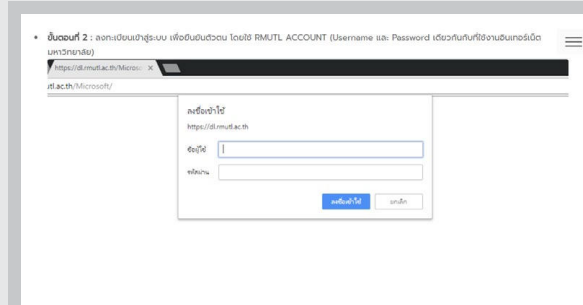 • ขั้นตอนที่ 2 : ลงทะเบียนเข้าสู่ระบบ เพื่อยืนยันตัวตน โดยใช้ RMUTL ACCOUNT (Username และ Password เดียวกันกับที่ใช้งานอินเทอร์เน็ต
มหาวิทยาลัย)
https://dl.rmutl.ac.th/Microso ×
utl.ac.th/Microsoft/
ลงชื่อเข้าใช้
https://dl.rmutl.ac.th
ชื่อผู้ใช้
รหัสผ่าน
ลงชื่อเข้าใช้ ยกเลิก